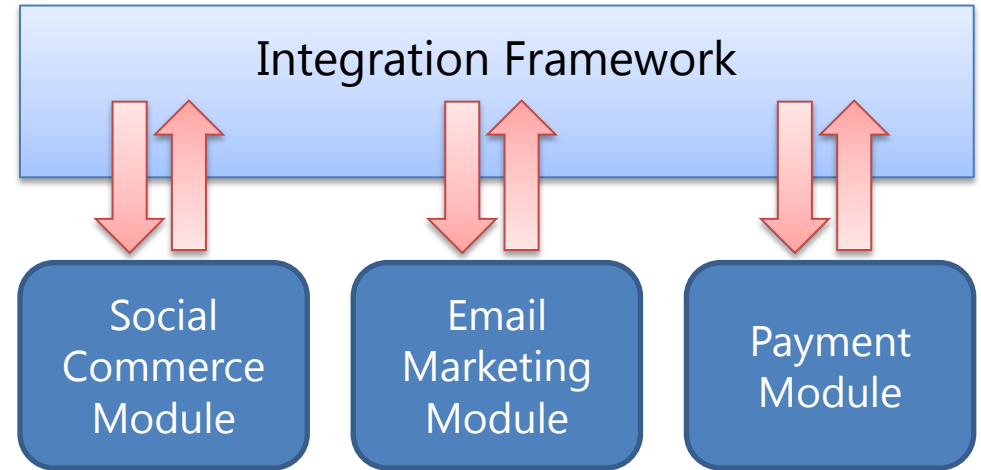 Integration Framework
Social
Commerce
Module
Email
Marketing
Module
Payment
Module